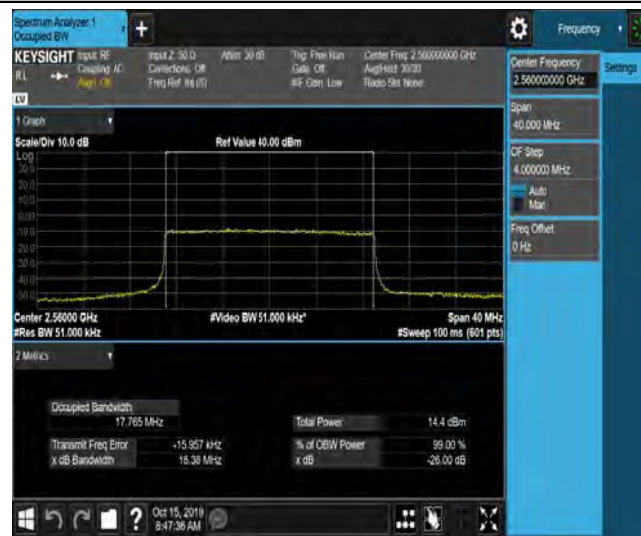 Spectrum Analyzer 1
Occupied BW
+
Frequency
KEYSIGHT
Input: RF
Input Z: 50 Ω
Atten: 30 dB
Trig: Free Run
Center Freq: 2.560000000 GHz
RL
Coupling: AC
Corrections: Off
Gate: Off
Avg|Hold: 30/30
Align: Off
Freq Ref: Int (S)
#IF Gain: Low
Radio Std: None
LM
Center Frequency
2.560000000 GHz
Settings
Span
40.000 MHz
CF Step
4.000000 MHz
Auto
Man
Freq Offset
0 Hz
1 Graph
Scale/Div 10.0 dB
Ref Value 40.00 dBm
Log
30.0
20.0
10.0
0.00
-10.0
-20.0
-30.0
-40.0
-50.0
Center 2.56000 GHz
#Video BW 51.000 kHz*
Span 40 MHz
#Res BW 51.000 kHz
#Sweep 100 ms (601 pts)
2 Metrics
Occupied Bandwidth
17.765 MHz
Total Power
14.4 dBm
Transmit Freq Error
-15.957 kHz
% of OBW Power
99.00 %
x dB Bandwidth
18.38 MHz
x dB
-26.00 dB
?
Oct 15, 2019
8:47:36 AM